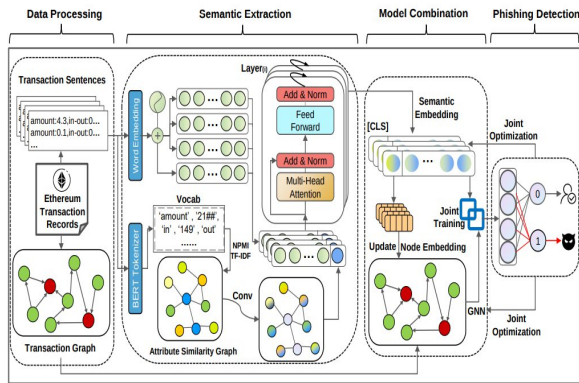 Data Processing
Semantic Extraction
Model Combination
Phishing Detection
Transaction Sentences
amount:4.3,in-out:0...
amount:0.1,in-out:0...
...
Ethereum
Transaction
Records
Transaction Graph
Word Embedding
BERT Tokenizer
Layer(i)
Add & Norm
Feed
Forward
Add & Norm
Multi-Head
Attention
Vocab
'amount' , '21##',
'in' , '149' , 'out'
......
NPMI
TF-IDF
Conv
Attribute Similarity Graph
Semantic
Embedding
[CLS]
Joint
Training
Update
Node Embedding
GNN
Joint
Optimization
0
1
Joint
Optimization